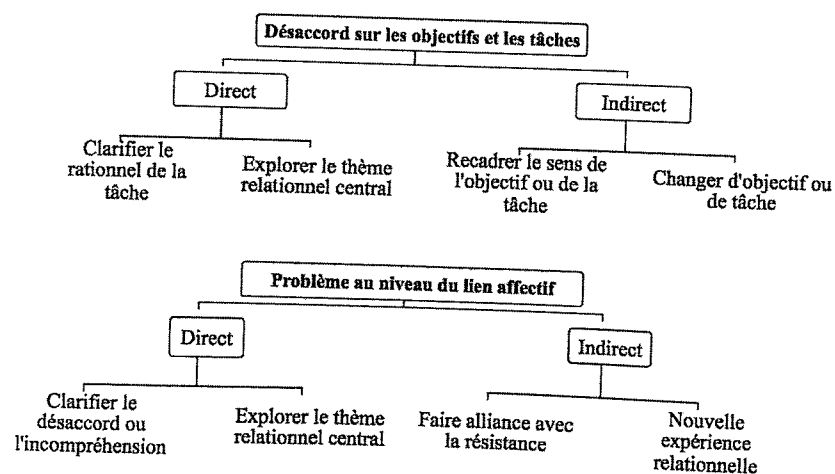 Désaccord sur les objectifs et les tâches
Direct
Indirect
Clarifier le
rationnel de la
tâche
Explorer le thème
relationnel central
Recadrer le sens de
l'objectif ou de la
tâche
Changer d'objectif ou
de tâche
Problème au niveau du lien affectif
Direct
Indirect
Clarifier le
désaccord ou
l'incompréhension
Explorer le thème
relationnel central
Faire alliance avec
la résistance
Nouvelle
expérience
relationnelle